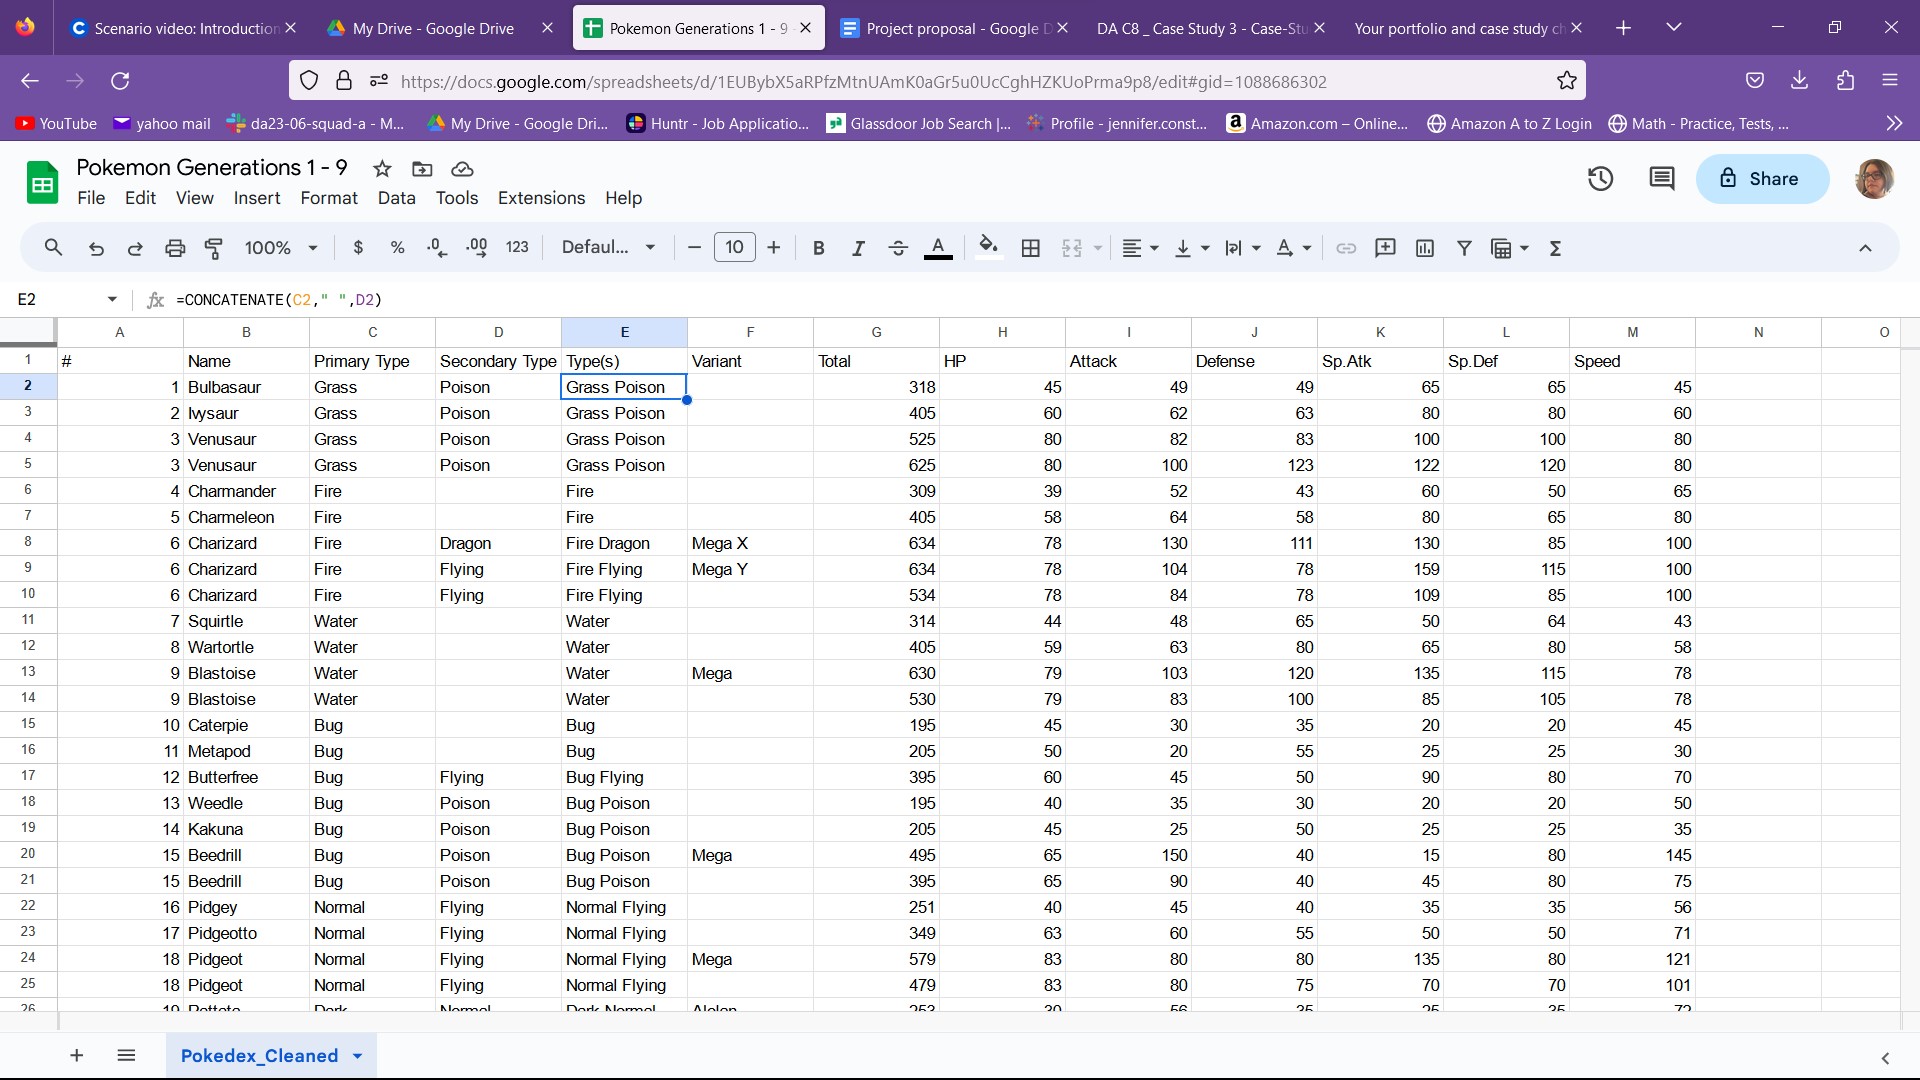 Scenario video: Introduction
My Drive - Google Drive
Pokemon Generations 1 - 9
Project proposal - Google D
DA C8 _ Case Study 3 - Case-Stu
Your portfolio and case study ch
https://docs.google.com/spreadsheets/d/1EUBybX5aRPfzMtnUAmK0aGr5u0UcCghHZKUoPrma9p8/edit#gid=1088686302
YouTube yahoo mail da23-06-squad-a - M... My Drive - Google Dri... Huntr - Job Applicatio... Glassdoor Job Search |... Profile - jennifer.const... Amazon.com – Online... Amazon A to Z Login Math - Practice, Tests, ...
Pokemon Generations 1 - 9
File Edit View Insert Format Data Tools Extensions Help
Share
100% $ % .0 .00 123 Defaul... 10 B I A
E2 fx =CONCATENATE(C2," ",D2)
A B C D E F G H I J K L M N O
1 # Name Primary Type Secondary Type Type(s) Variant Total HP Attack Defense Sp.Atk Sp.Def Speed
2 1 Bulbasaur Grass Poison Grass Poison 318 45 49 49 65 65 45
3 2 Ivysaur Grass Poison Grass Poison 405 60 62 63 80 80 60
4 3 Venusaur Grass Poison Grass Poison 525 80 82 83 100 100 80
5 3 Venusaur Grass Poison Grass Poison 625 80 100 123 122 120 80
6 4 Charmander Fire Fire 309 39 52 43 60 50 65
7 5 Charmeleon Fire Fire 405 58 64 58 80 65 80
8 6 Charizard Fire Dragon Fire Dragon Mega X 634 78 130 111 130 85 100
9 6 Charizard Fire Flying Fire Flying Mega Y 634 78 104 78 159 115 100
10 6 Charizard Fire Flying Fire Flying 534 78 84 78 109 85 100
11 7 Squirtle Water Water 314 44 48 65 50 64 43
12 8 Wartortle Water Water 405 59 63 80 65 80 58
13 9 Blastoise Water Water Mega 630 79 103 120 135 115 78
14 9 Blastoise Water Water 530 79 83 100 85 105 78
15 10 Caterpie Bug Bug 195 45 30 35 20 20 45
16 11 Metapod Bug Bug 205 50 20 55 25 25 30
17 12 Butterfree Bug Flying Bug Flying 395 60 45 50 90 80 70
18 13 Weedle Bug Poison Bug Poison 195 40 35 30 20 20 50
19 14 Kakuna Bug Poison Bug Poison 205 45 25 50 25 25 35
20 15 Beedrill Bug Poison Bug Poison Mega 495 65 150 40 15 80 145
21 15 Beedrill Bug Poison Bug Poison 395 65 90 40 45 80 75
22 16 Pidgey Normal Flying Normal Flying 251 40 45 40 35 35 56
23 17 Pidgeotto Normal Flying Normal Flying 349 63 60 55 50 50 71
24 18 Pidgeot Normal Flying Normal Flying Mega 579 83 80 80 135 80 121
25 18 Pidgeot Normal Flying Normal Flying 479 83 80 75 70 70 101
26 19 Dark Normal Dark Normal Alolan 253 30 56 35 25 35 72
Pokedex_Cleaned